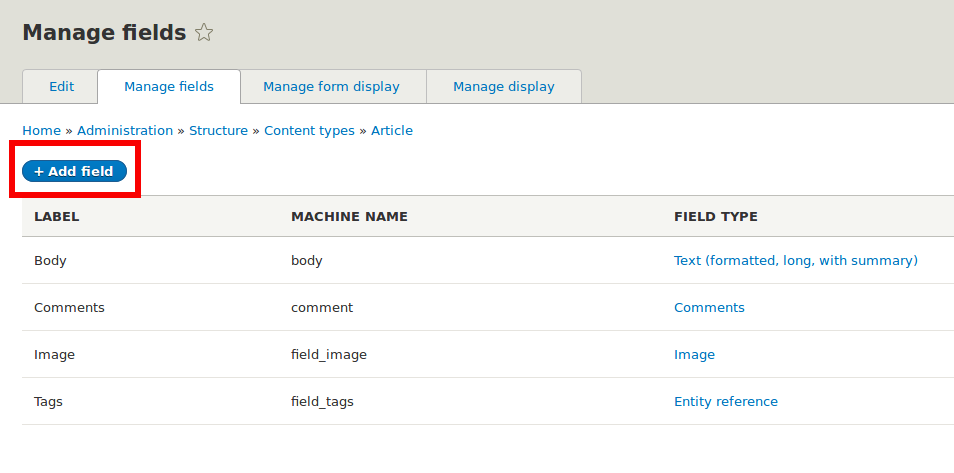 Manage fields
Edit Manage fields Manage form display Manage display
Home » Administration » Structure » Content types » Article
+ Add field
LABEL MACHINE NAME FIELD TYPE
Body body Text (formatted, long, with summary)
Comments comment Comments
Image field_image Image
Tags field_tags Entity reference